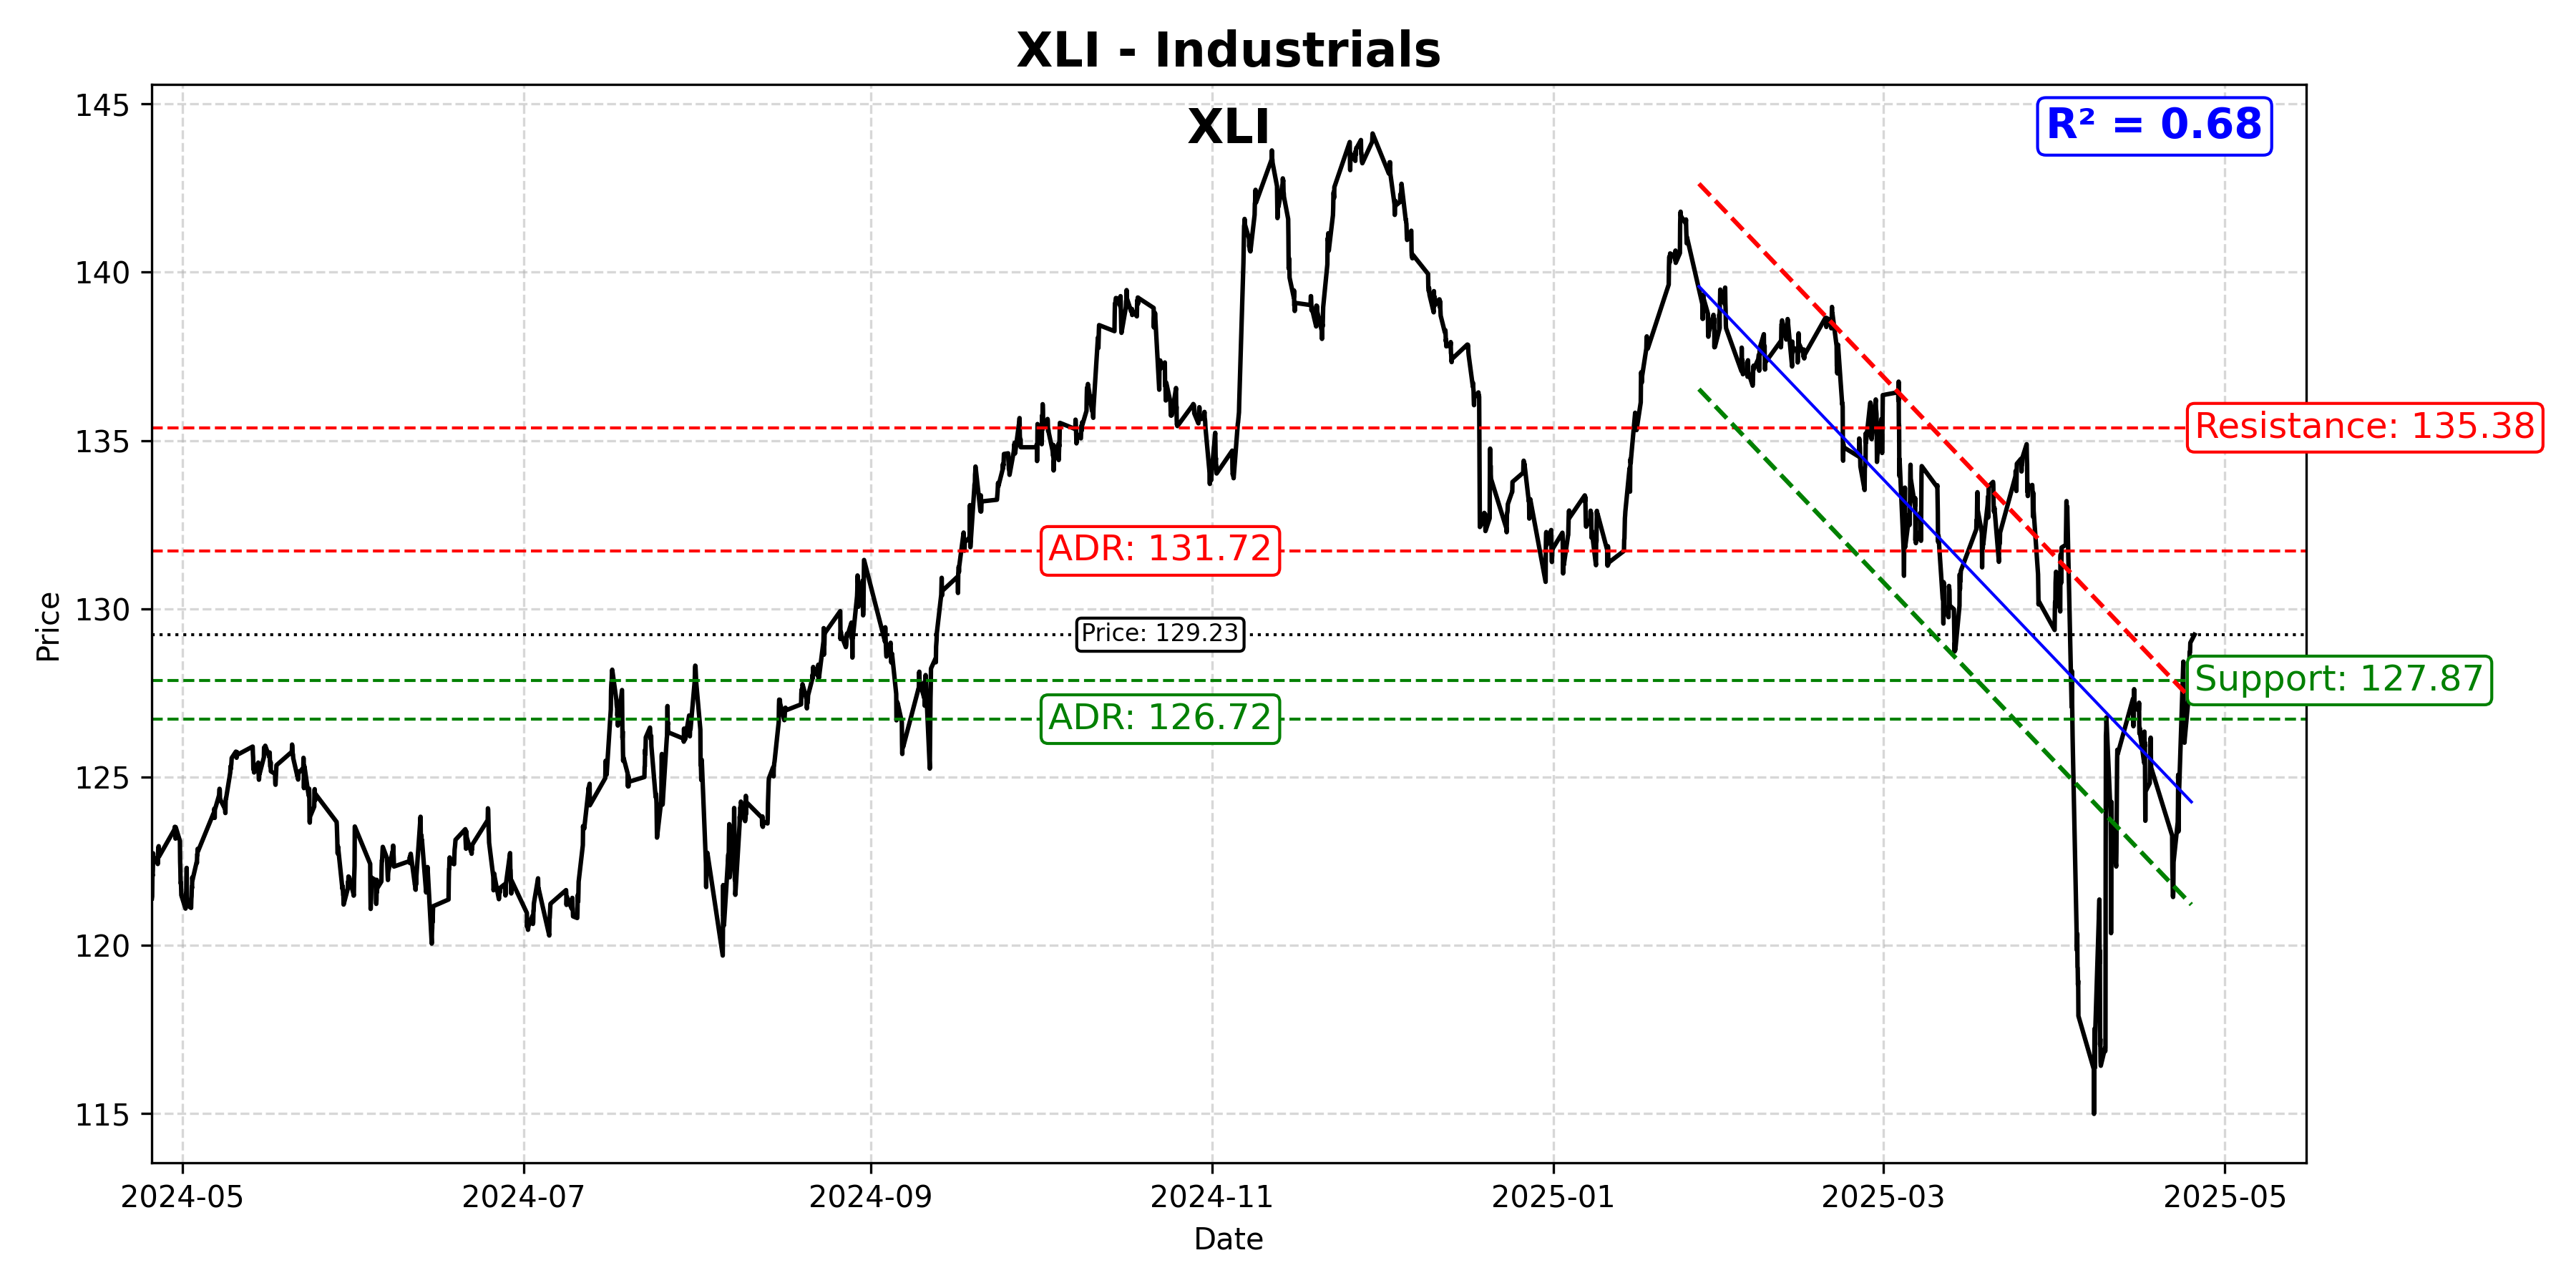 XLI - Industrials
XLI
R² = 0.68
145
140
135
130
125
120
115
Price
Resistance: 135.38
ADR: 131.72
Price: 129.23
Support: 127.87
ADR: 126.72
2024-05
2024-07
2024-09
2024-11
2025-01
2025-03
2025-05
Date